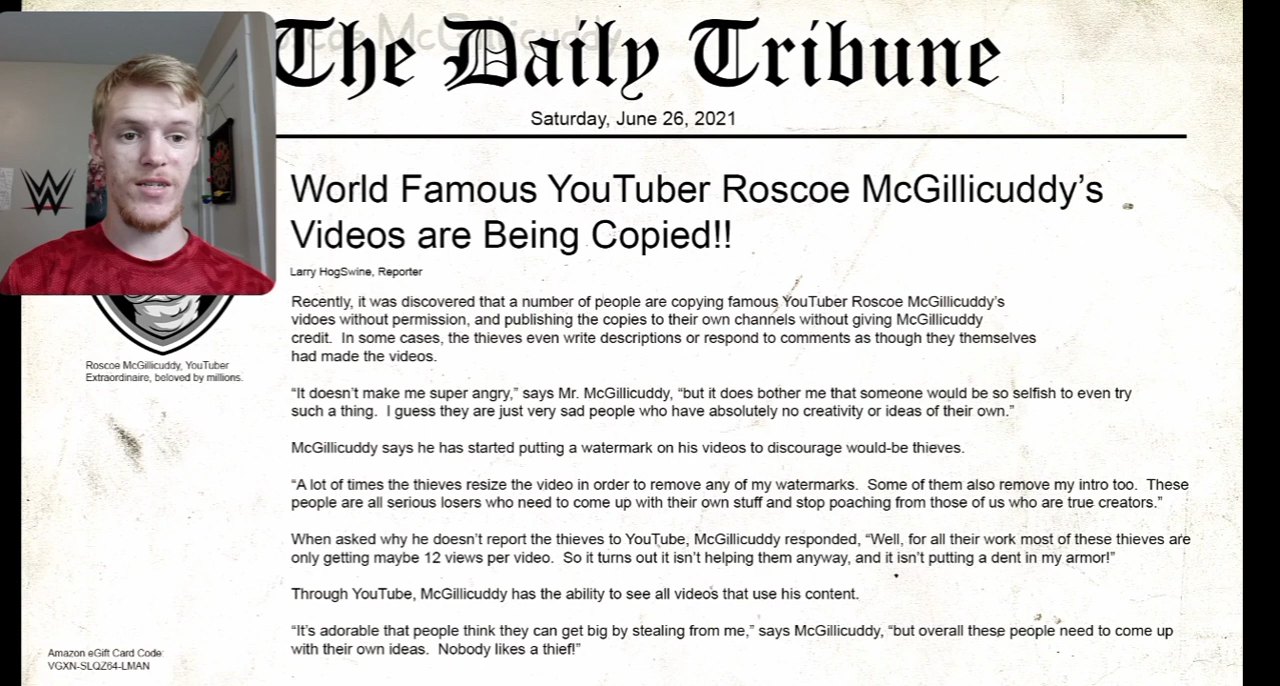 The Daily Tribune
Saturday, June 26, 2021
World Famous YouTuber Roscoe McGillicuddy’s
Videos are Being Copied!!
Larry HogSwine, Reporter
Recently, it was discovered that a number of people are copying famous YouTuber Roscoe McGillicuddy’s
vidoes without permission, and publishing the copies to their own channels without giving McGillicuddy
credit.  In some cases, the thieves even write descriptions or respond to comments as though they themselves
had made the videos.
“It doesn’t make me super angry,” says Mr. McGillicuddy, “but it does bother me that someone would be so selfish to even try
such a thing.  I guess they are just very sad people who have absolutely no creativity or ideas of their own.”
McGillicuddy says he has started putting a watermark on his videos to discourage would-be thieves.
“A lot of times the thieves resize the video in order to remove any of my watermarks.  Some of them also remove my intro too.  These
people are all serious losers who need to come up with their own stuff and stop poaching from those of us who are true creators.”
When asked why he doesn’t report the thieves to YouTube, McGillicuddy responded, “Well, for all their work most of these thieves are
only getting maybe 12 views per video.  So it turns out it isn’t helping them anyway, and it isn’t putting a dent in my armor!”
Through YouTube, McGillicuddy has the ability to see all videos that use his content.
“It’s adorable that people think they can get big by stealing from me,” says McGillicuddy, “but overall these people need to come up
with their own ideas.  Nobody likes a thief!”
Roscoe McGillicuddy, YouTuber
Extraordinaire, beloved by millions.
Amazon eGift Card Code:
VGXN-SLQZ64-LMAN
McGillicuddy
W